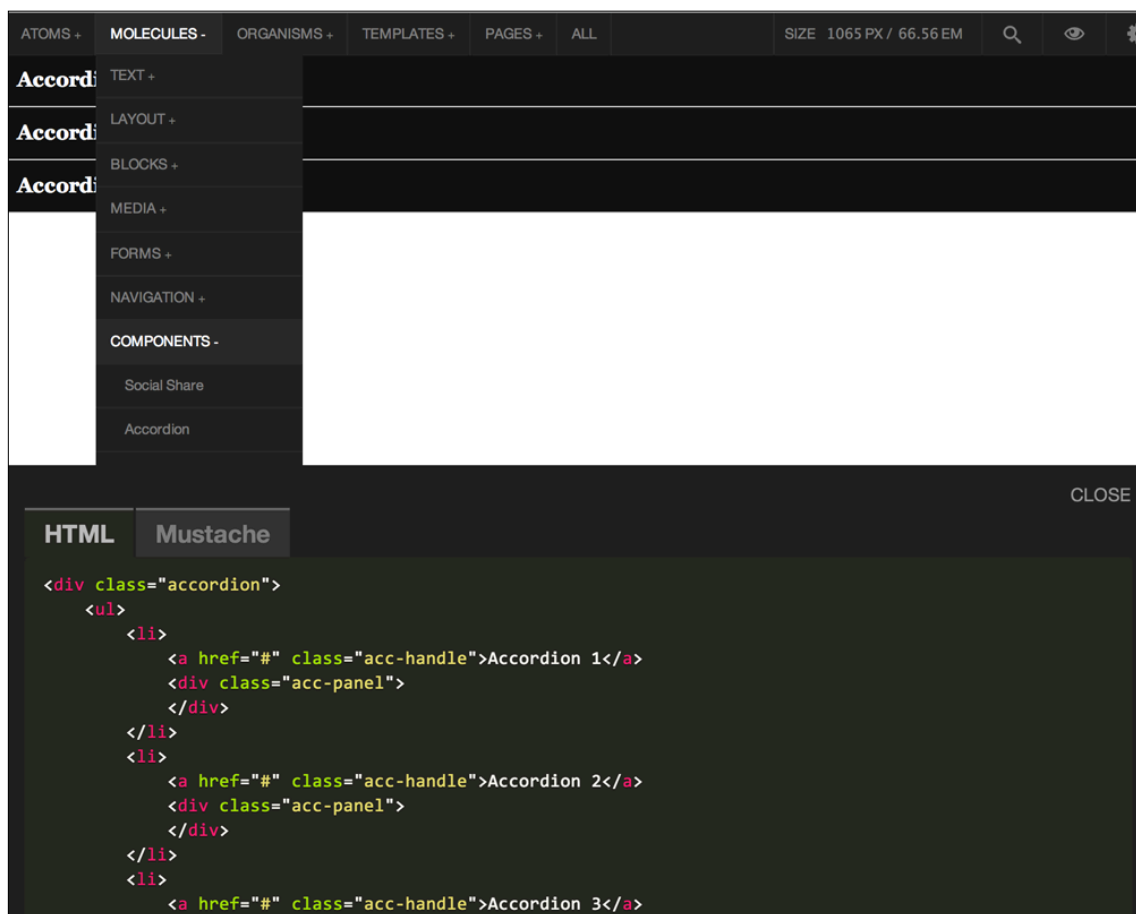 ATOMS + MOLECULES - ORGANISMS + TEMPLATES + PAGES + ALL SIZE 1065 PX / 66.56 EM
Accordi
Accordi
Accordi
TEXT +
LAYOUT +
BLOCKS +
MEDIA +
FORMS +
NAVIGATION +
COMPONENTS -
Social Share
Accordion
CLOSE
HTML Mustache
<div class="accordion">
<ul>
<li>
<a href="#" class="acc-handle">Accordion 1</a>
<div class="acc-panel">
</div>
</li>
<li>
<a href="#" class="acc-handle">Accordion 2</a>
<div class="acc-panel">
</div>
</li>
<li>
<a href="#" class="acc-handle">Accordion 3</a>